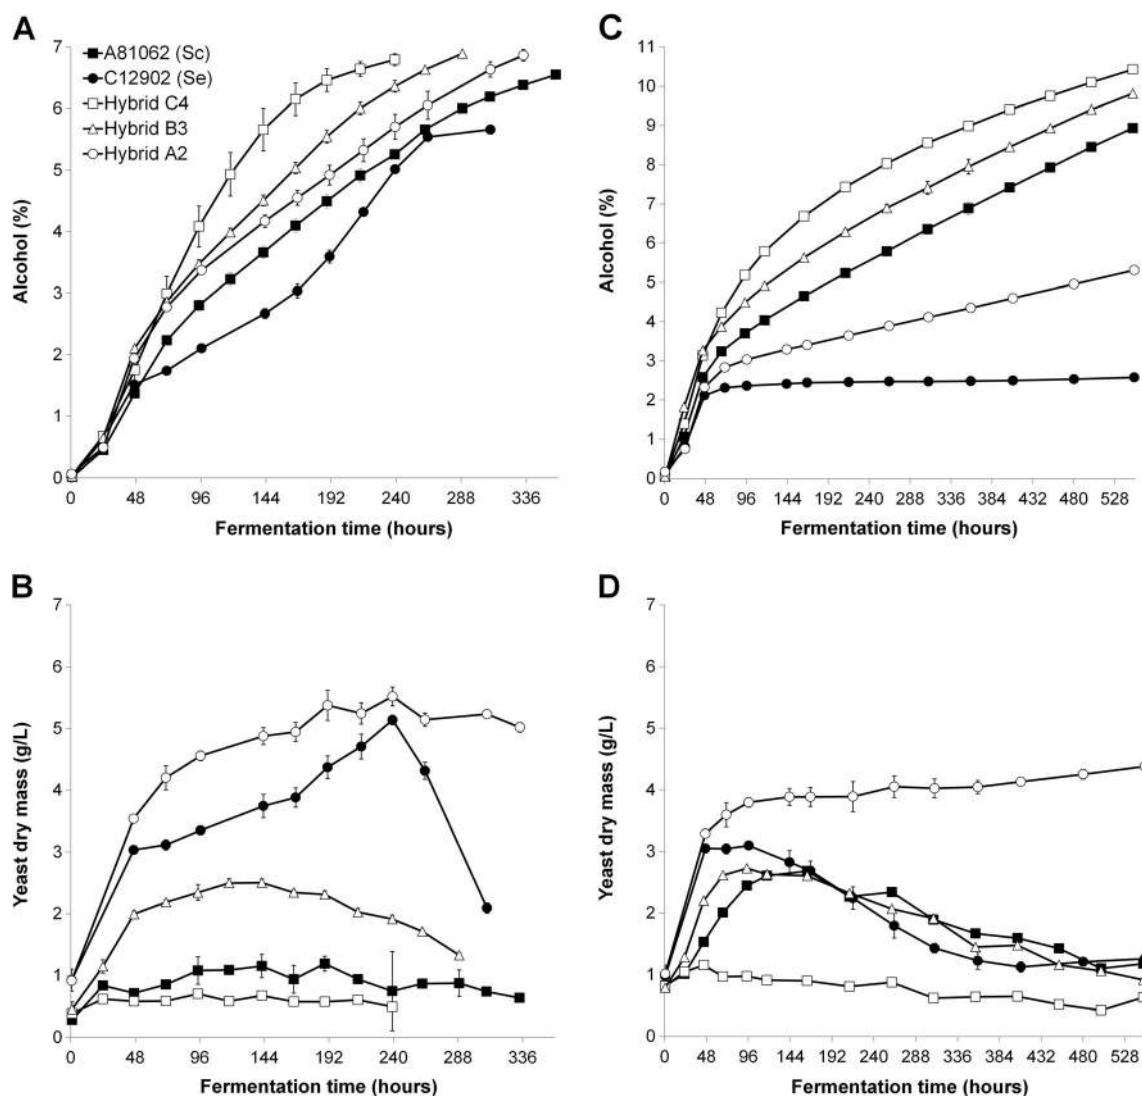 A
7
6
5
4
3
2
1
0
Alcohol (%)
A81062 (Sc)
C12902 (Se)
Hybrid C4
Hybrid B3
Hybrid A2
0 48 96 144 192 240 288 336
Fermentation time (hours)
C
11
10
9
8
7
6
5
4
3
2
1
0
Alcohol (%)
0 48 96 144 192 240 288 336 384 432 480 528
Fermentation time (hours)
B
7
6
5
4
3
2
1
0
Yeast dry mass (g/L)
0 48 96 144 192 240 288 336
Fermentation time (hours)
D
7
6
5
4
3
2
1
0
Yeast dry mass (g/L)
0 48 96 144 192 240 288 336 384 432 480 528
Fermentation time (hours)